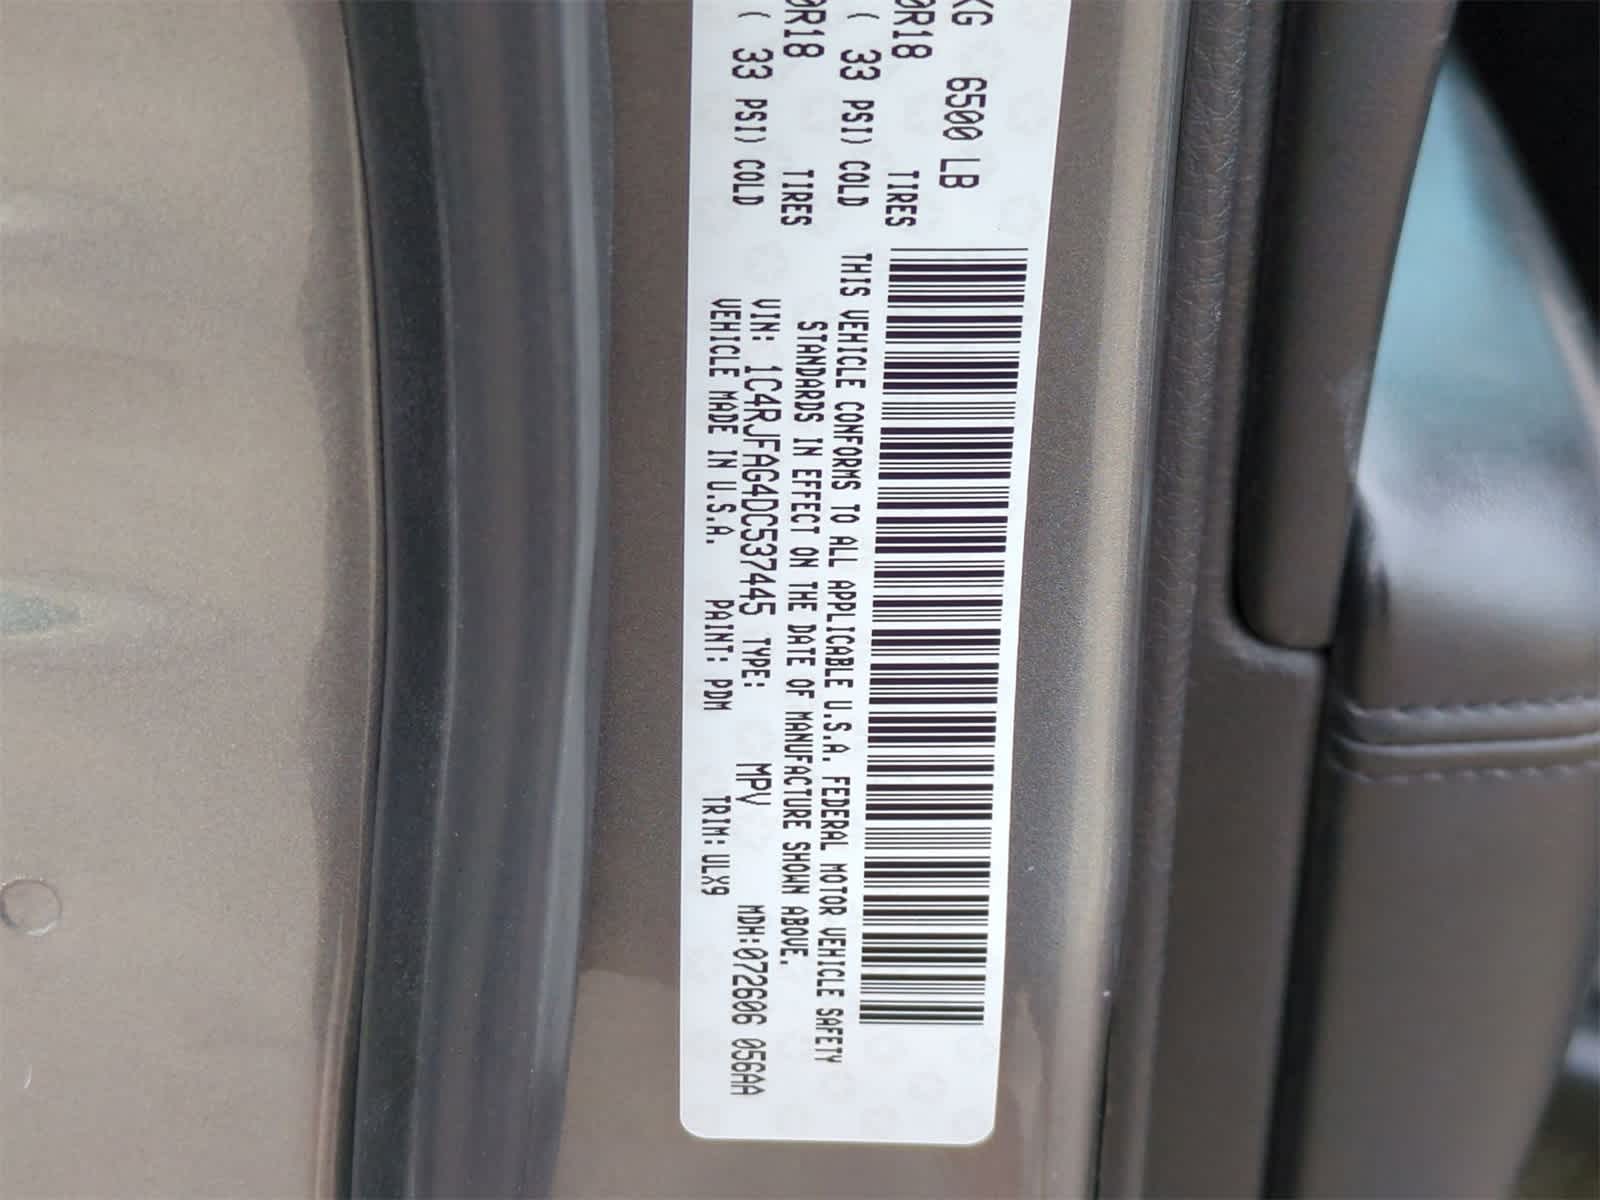 KG 6500 LB
0R18 TIRES
( 33 PSI) COLD
0R18 TIRES
( 33 PSI) COLD
THIS VEHICLE CONFORMS TO ALL APPLICABLE U.S.A. FEDERAL MOTOR VEHICLE SAFETY
STANDARDS IN EFFECT ON THE DATE OF MANUFACTURE SHOWN ABOVE.
VIN: 1C4RJFAG4DC537445 TYPE: MPV MDH:072606 056AA
VEHICLE MADE IN U.S.A. PAINT: PDM TRIM: ULX9